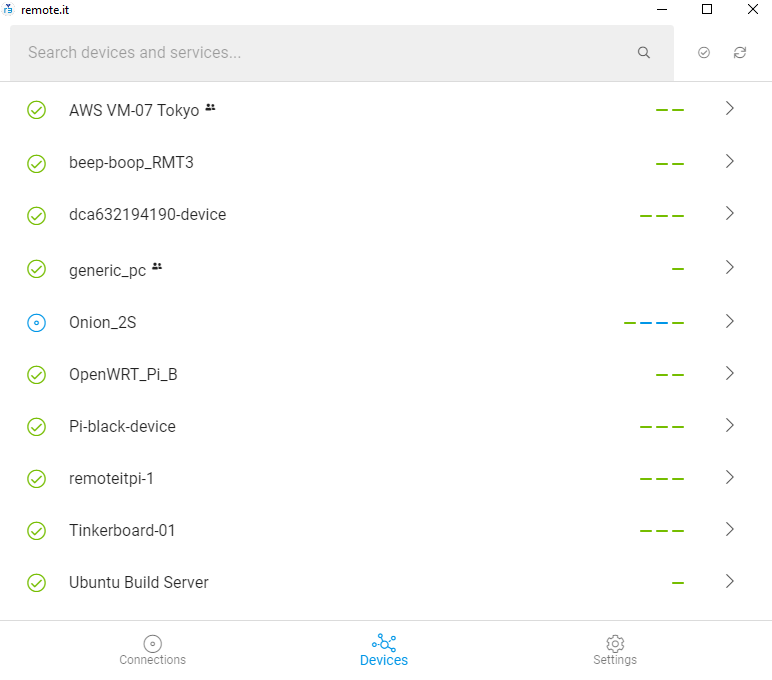 remote.it
Search devices and services...
AWS VM-07 Tokyo
beep-boop_RMT3
dca632194190-device
generic_pc
Onion_2S
OpenWRT_Pi_B
Pi-black-device
remoteitpi-1
Tinkerboard-01
Ubuntu Build Server
Connections
Devices
Settings